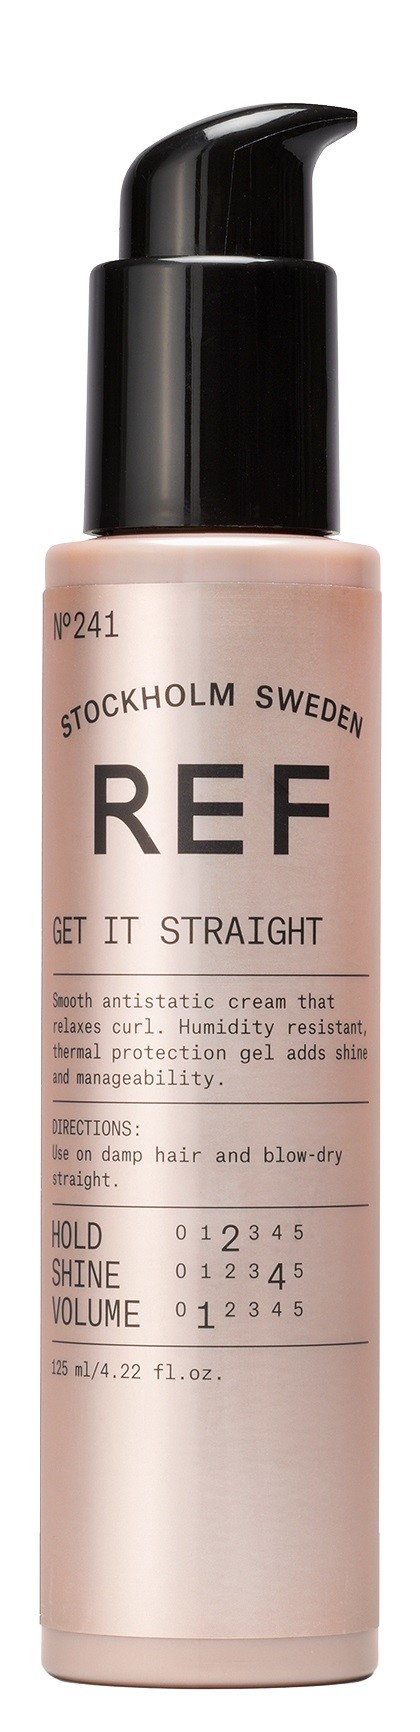 Nº241
STOCKHOLM SWEDEN
REF
GET IT STRAIGHT
Smooth antistatic cream that
relaxes curl. Humidity resistant,
thermal protection gel adds shine
and manageability.
DIRECTIONS:
Use on damp hair and blow-dry
straight.
HOLD 0 1 2 3 4 5
SHINE 0 1 2 3 4 5
VOLUME 0 1 2 3 4 5
125 ml/4.22 fl.oz.